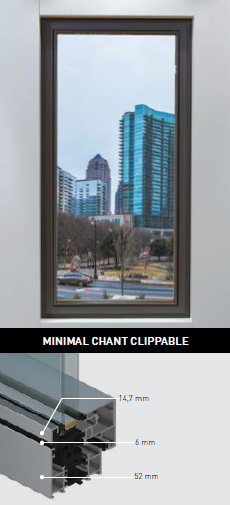 MINIMAL CHANT CLIPPABLE
14,7 mm
6 mm
52 mm